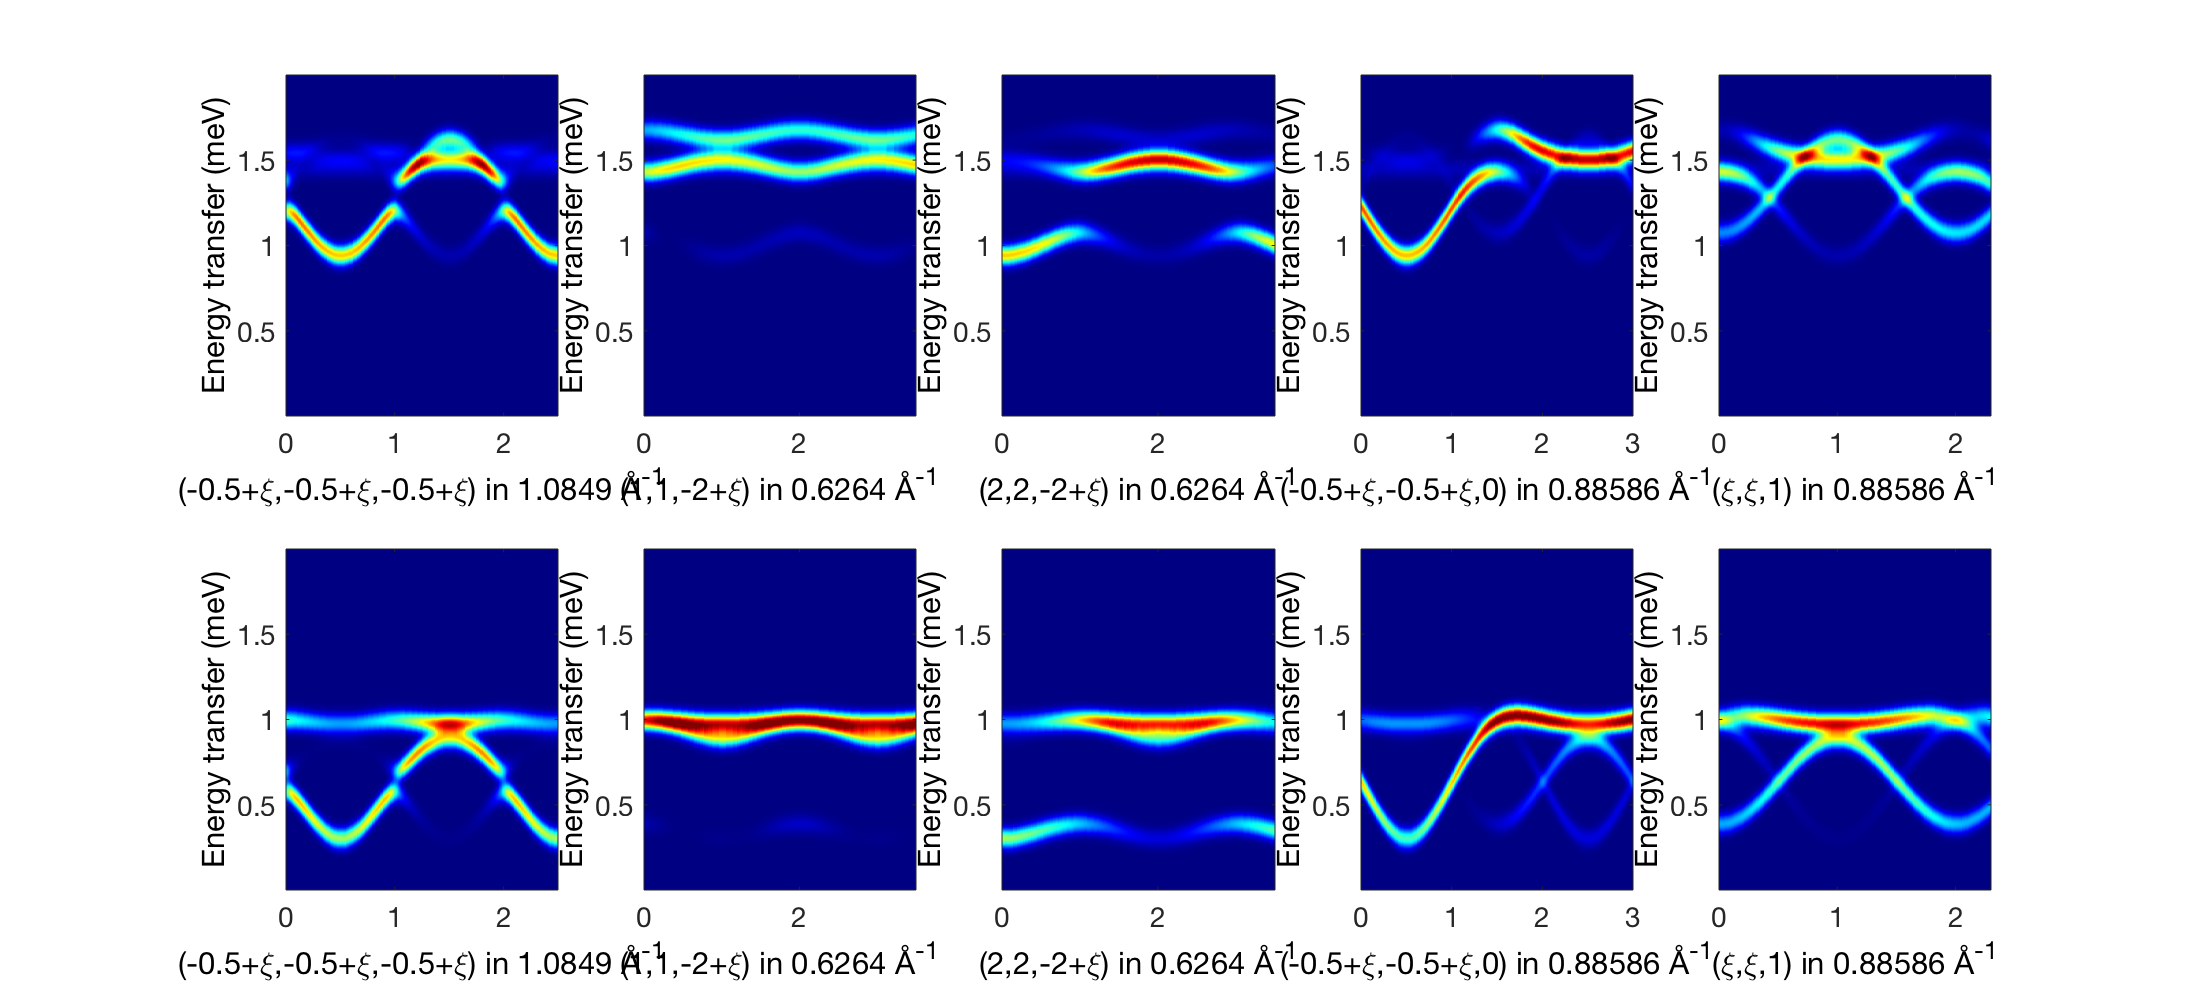 Energy transfer (meV)
1.5
1
0.5
0 1 2
(-0.5+ξ,-0.5+ξ,-0.5+ξ) in 1.0849 Å-1
Energy transfer (meV)
1.5
1
0.5
0 2
(1,1,-2+ξ) in 0.6264 Å-1
Energy transfer (meV)
1.5
1
0.5
0 2
(2,2,-2+ξ) in 0.6264 Å-1
Energy transfer (meV)
1.5
1
0.5
0 1 2 3
(-0.5+ξ,-0.5+ξ,0) in 0.88586 Å-1
Energy transfer (meV)
1.5
1
0.5
0 1 2
(ξ,ξ,1) in 0.88586 Å-1
Energy transfer (meV)
1.5
1
0.5
0 1 2
(-0.5+ξ,-0.5+ξ,-0.5+ξ) in 1.0849 Å-1
Energy transfer (meV)
1.5
1
0.5
0 2
(1,1,-2+ξ) in 0.6264 Å-1
Energy transfer (meV)
1.5
1
0.5
0 2
(2,2,-2+ξ) in 0.6264 Å-1
Energy transfer (meV)
1.5
1
0.5
0 1 2 3
(-0.5+ξ,-0.5+ξ,0) in 0.88586 Å-1
Energy transfer (meV)
1.5
1
0.5
0 1 2
(ξ,ξ,1) in 0.88586 Å-1